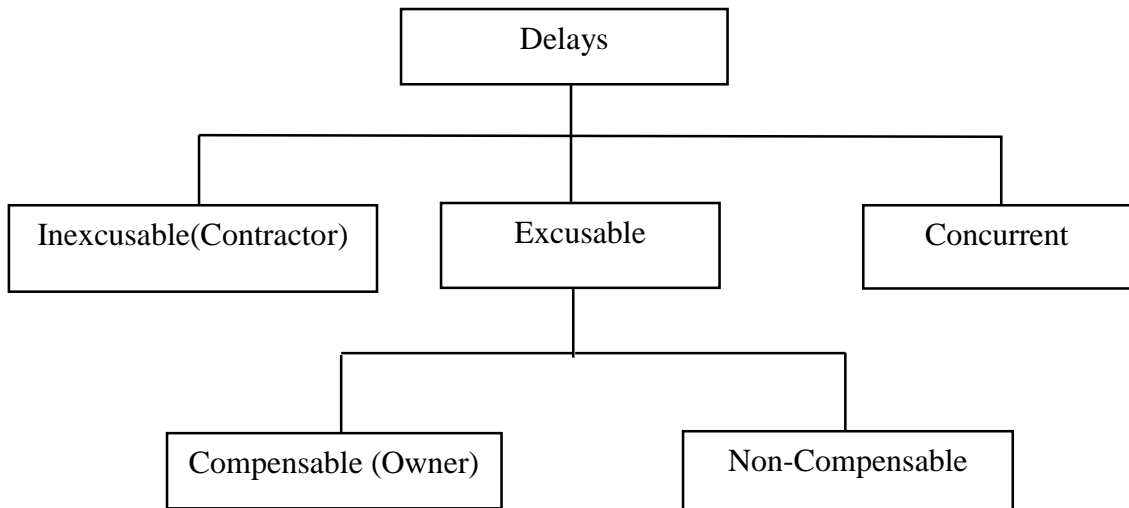 Delays
Inexcusable(Contractor)
Excusable
Concurrent
Compensable (Owner)
Non-Compensable